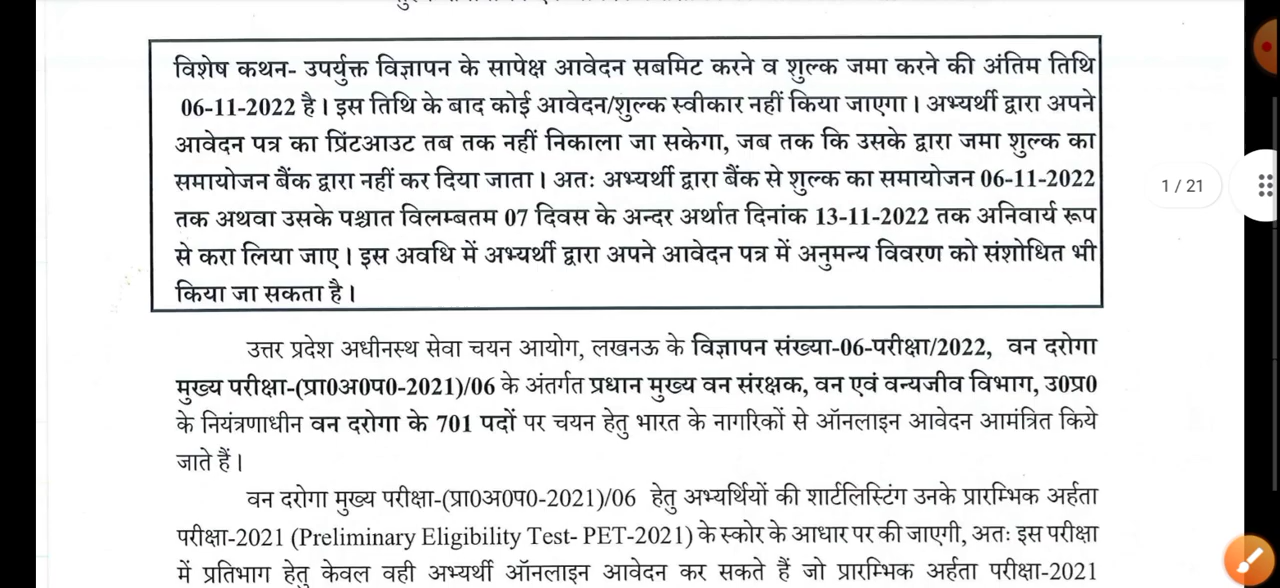 विशेष कथन- उपर्युक्त विज्ञापन के सापेक्ष आवेदन सबमिट करने व शुल्क जमा करने की अंतिम तिथि
06-11-2022 है। इस तिथि के बाद कोई आवेदन/शुल्क स्वीकार नहीं किया जाएगा। अभ्यर्थी द्वारा अपने
आवेदन पत्र का प्रिंटआउट तब तक नहीं निकाला जा सकेगा, जब तक कि उसके द्वारा जमा शुल्क का
समायोजन बैंक द्वारा नहीं कर दिया जाता। अतः अभ्यर्थी द्वारा बैंक से शुल्क का समायोजन 06-11-2022
तक अथवा उसके पश्चात विलम्बतम 07 दिवस के अन्दर अर्थात दिनांक 13-11-2022 तक अनिवार्य रूप
से करा लिया जाए। इस अवधि में अभ्यर्थी द्वारा अपने आवेदन पत्र में अनुमन्य विवरण को संशोधित भी
किया जा सकता है।
1 / 21
उत्तर प्रदेश अधीनस्थ सेवा चयन आयोग, लखनऊ के विज्ञापन संख्या-06-परीक्षा/2022, वन दरोगा
मुख्य परीक्षा-(प्रा0अ0प0-2021)/06 के अंतर्गत प्रधान मुख्य वन संरक्षक, वन एवं वन्यजीव विभाग, उ0प्र0
के नियंत्रणाधीन वन दरोगा के 701 पदों पर चयन हेतु भारत के नागरिकों से ऑनलाइन आवेदन आमंत्रित किये
जाते हैं।
वन दरोगा मुख्य परीक्षा-(प्रा0अ0प0-2021)/06 हेतु अभ्यर्थियों की शार्टलिस्टिंग उनके प्रारम्भिक अर्हता
परीक्षा-2021 (Preliminary Eligibility Test- PET-2021) के स्कोर के आधार पर की जाएगी, अतः इस परीक्षा
में प्रतिभाग हेतु केवल वही अभ्यर्थी ऑनलाइन आवेदन कर सकते हैं जो प्रारम्भिक अर्हता परीक्षा-2021